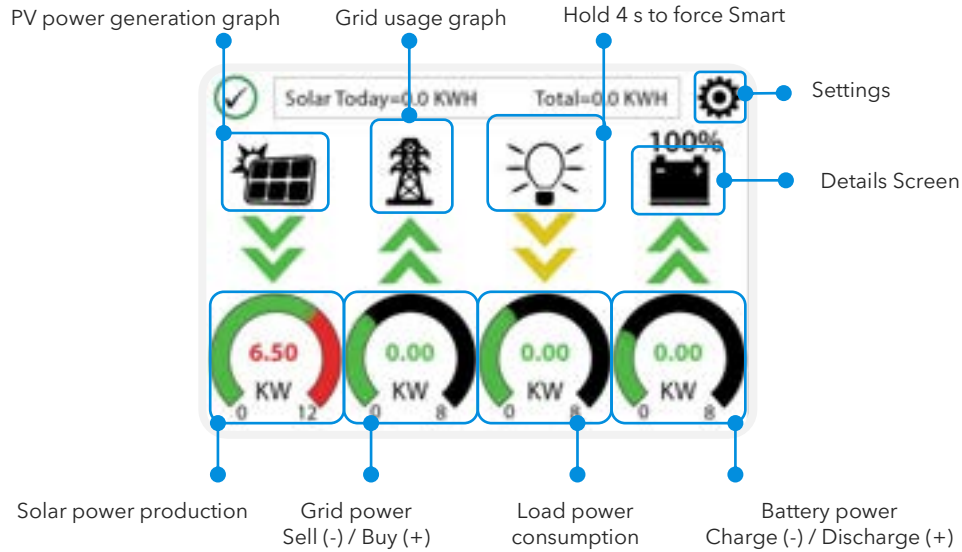 PV power generation graph
Grid usage graph
Hold 4 s to force Smart
Solar Today=0.0 KWH
Total=0.0 KWH
Settings
100%
Details Screen
6.50
KW
0
12
0.00
KW
0
8
0.00
KW
0
8
0.00
KW
0
8
Solar power production
Grid power
Sell (-) / Buy (+)
Load power
consumption
Battery power
Charge (-) / Discharge (+)